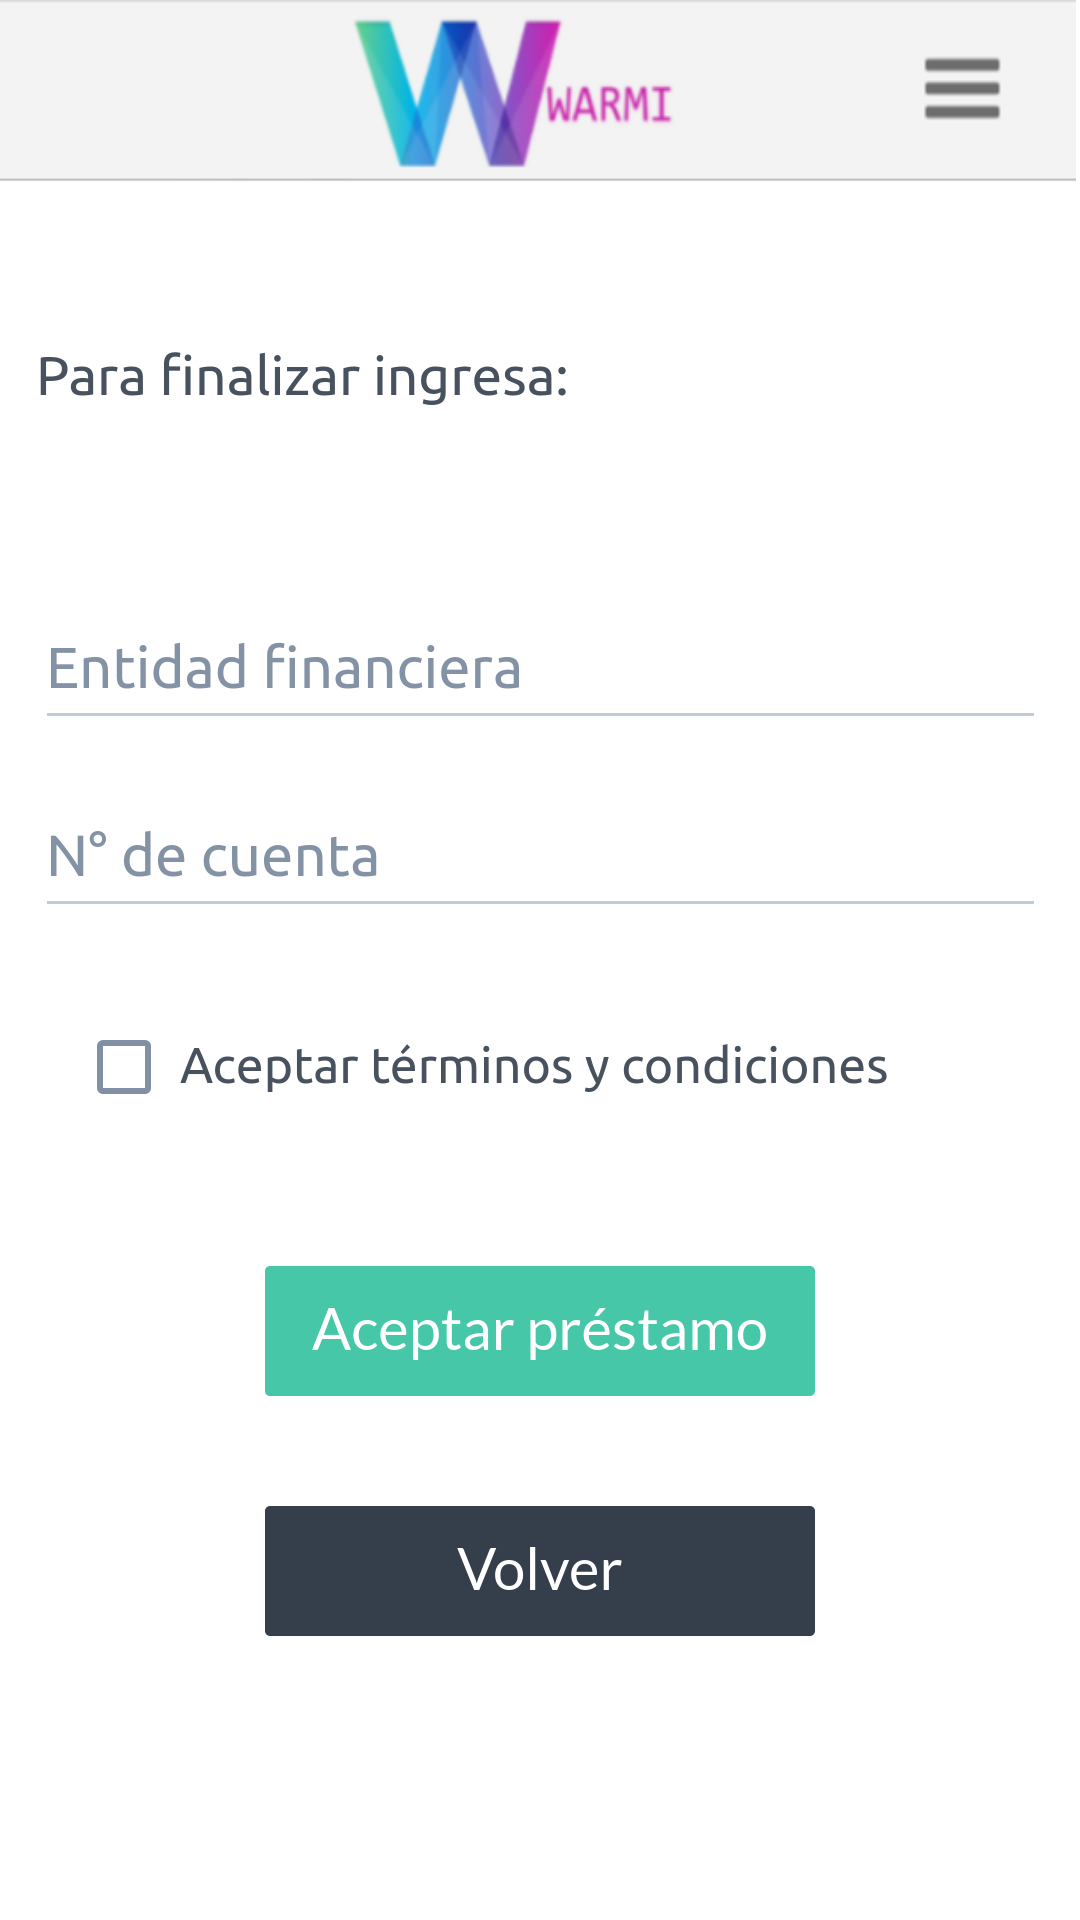 WARMI
Para finalizar ingresa:
Entidad financiera
N° de cuenta
Aceptar términos y condiciones
Aceptar préstamo
Volver